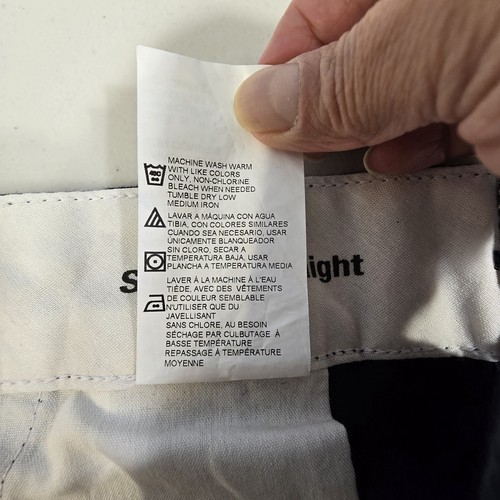 MACHINE WASH WARM
WITH LIKE COLORS
ONLY, NON-CHLORINE
BLEACH WHEN NEEDED
TUMBLE DRY LOW
MEDIUM IRON
LAVAR A MÁQUINA CON AGUA
TIBIA, CON COLORES SIMILARES
CUANDO SEA NECESARIO, USAR
ÚNICAMENTE BLANQUEADOR
SIN CLORO, SECAR A
TEMPERATURA BAJA, USAR
PLANCHA A TEMPERATURA MEDIA
LAVER À LA MACHINE À L'EAU
TIÈDE, AVEC DES VÊTEMENTS
DE COULEUR SEMBLABLE
N'UTILISER QUE DU
JAVELLISANT
SANS CHLORE, AU BESOIN
SÉCHAGE PAR CULBUTAGE À
BASSE TEMPÉRATURE
REPASSAGE À TEMPÉRATURE
MOYENNE